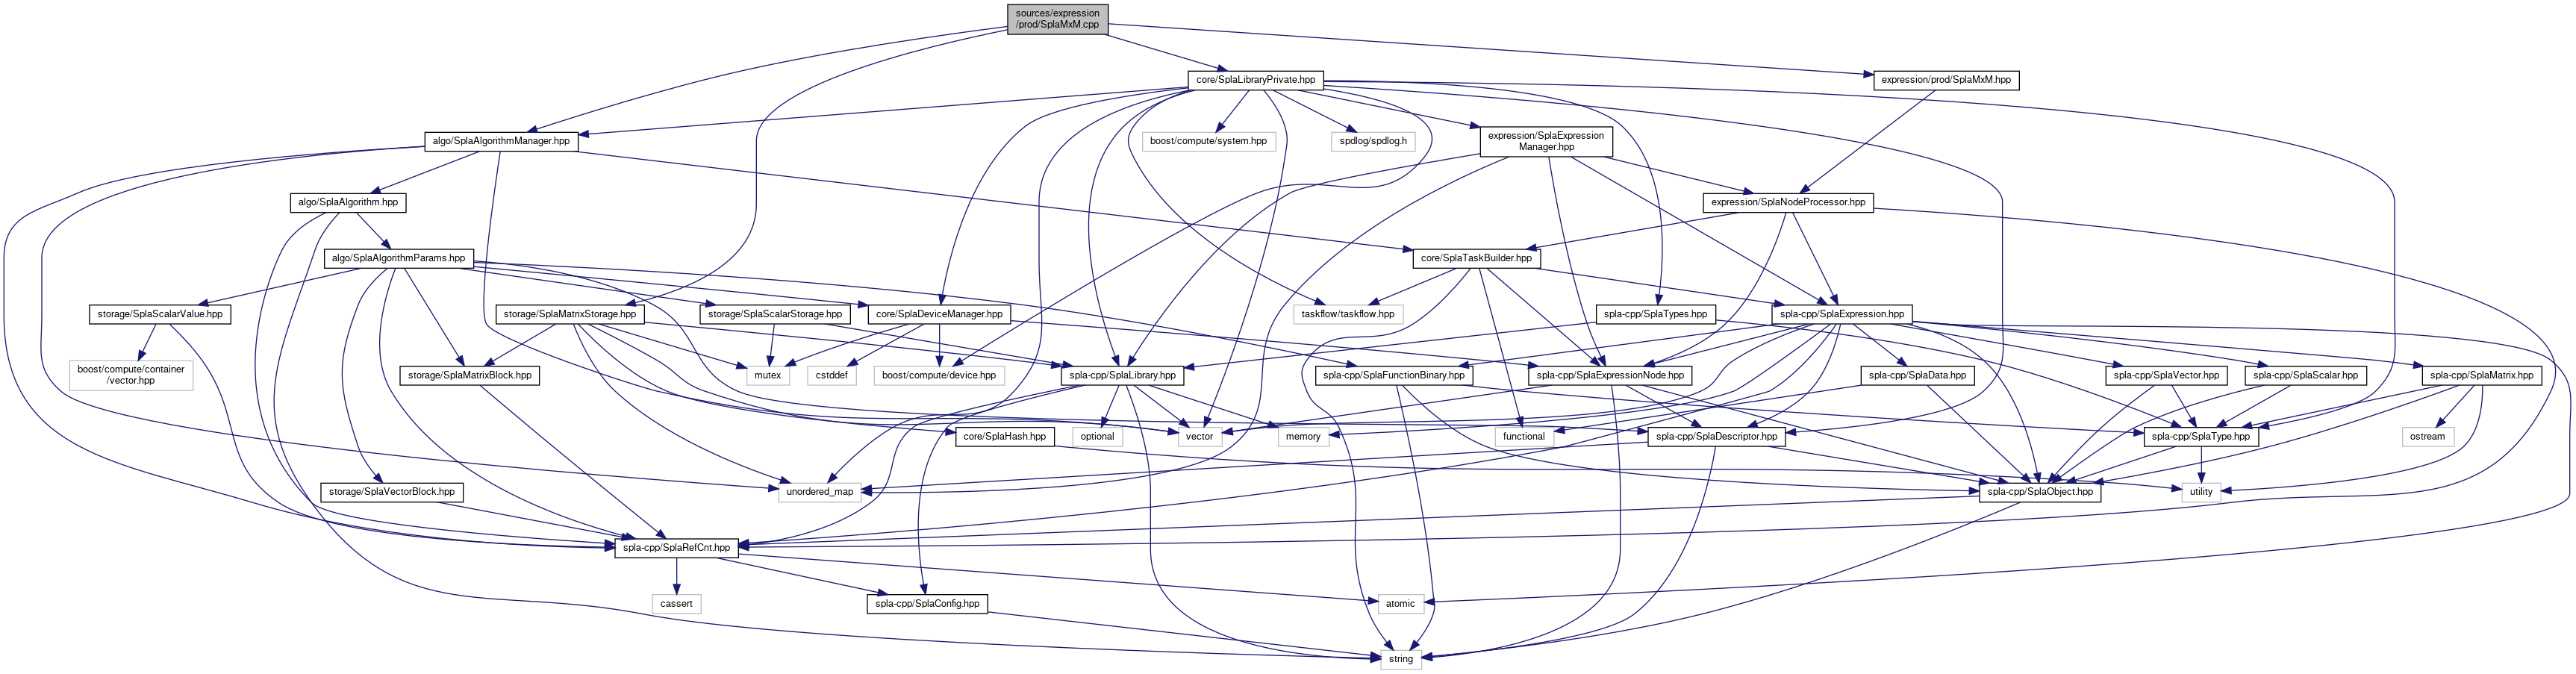 sources/expression
/prod/SplaMxM.cpp
core/SplaLibraryPrivate.hpp
expression/prod/SplaMxM.hpp
algo/SplaAlgorithmManager.hpp
boost/compute/system.hpp
spdlog/spdlog.h
expression/SplaExpression
Manager.hpp
algo/SplaAlgorithm.hpp
expression/SplaNodeProcessor.hpp
algo/SplaAlgorithmParams.hpp
core/SplaTaskBuilder.hpp
storage/SplaScalarValue.hpp
storage/SplaMatrixStorage.hpp
storage/SplaScalarStorage.hpp
core/SplaDeviceManager.hpp
taskflow/taskflow.hpp
spla-cpp/SplaTypes.hpp
spla-cpp/SplaExpression.hpp
boost/compute/container
/vector.hpp
storage/SplaMatrixBlock.hpp
mutex
cstddef
boost/compute/device.hpp
spla-cpp/SplaLibrary.hpp
spla-cpp/SplaFunctionBinary.hpp
spla-cpp/SplaExpressionNode.hpp
spla-cpp/SplaData.hpp
spla-cpp/SplaVector.hpp
spla-cpp/SplaScalar.hpp
spla-cpp/SplaMatrix.hpp
core/SplaHash.hpp
optional
vector
memory
functional
spla-cpp/SplaDescriptor.hpp
spla-cpp/SplaType.hpp
ostream
storage/SplaVectorBlock.hpp
unordered_map
spla-cpp/SplaObject.hpp
utility
spla-cpp/SplaRefCnt.hpp
cassert
spla-cpp/SplaConfig.hpp
atomic
string